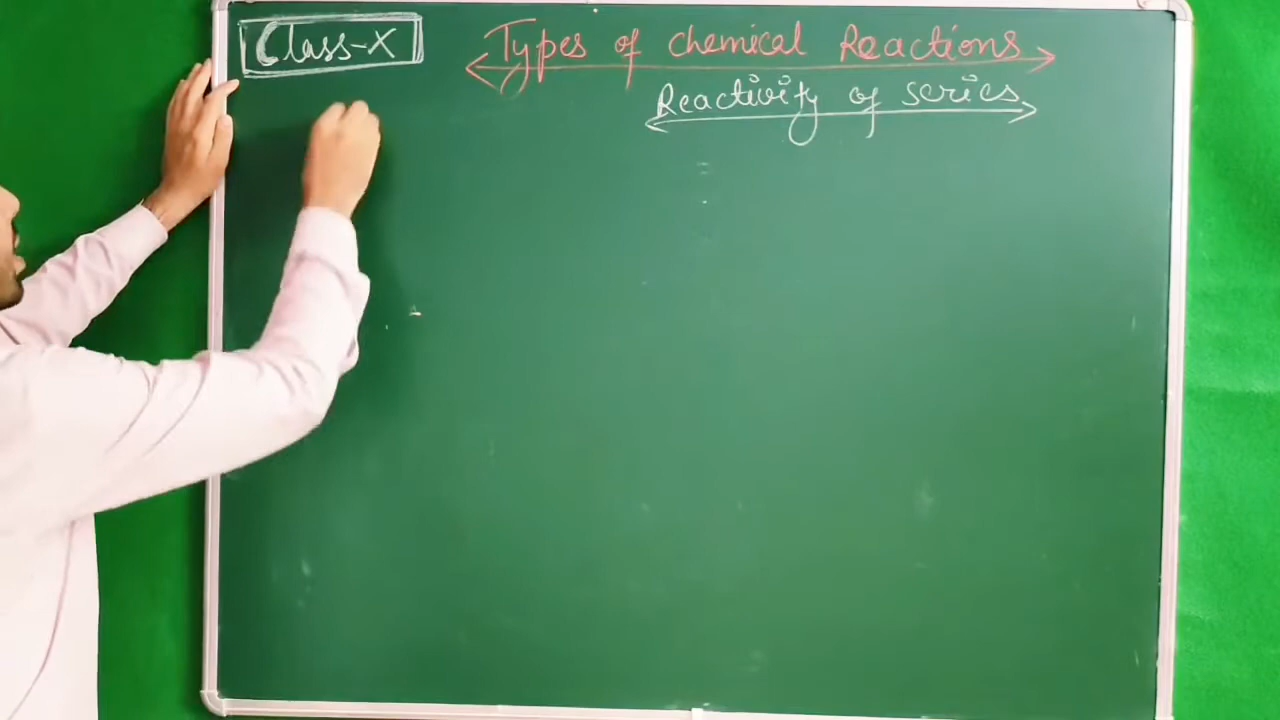 Class-X
Types of chemical Reactions
Reactivity of series